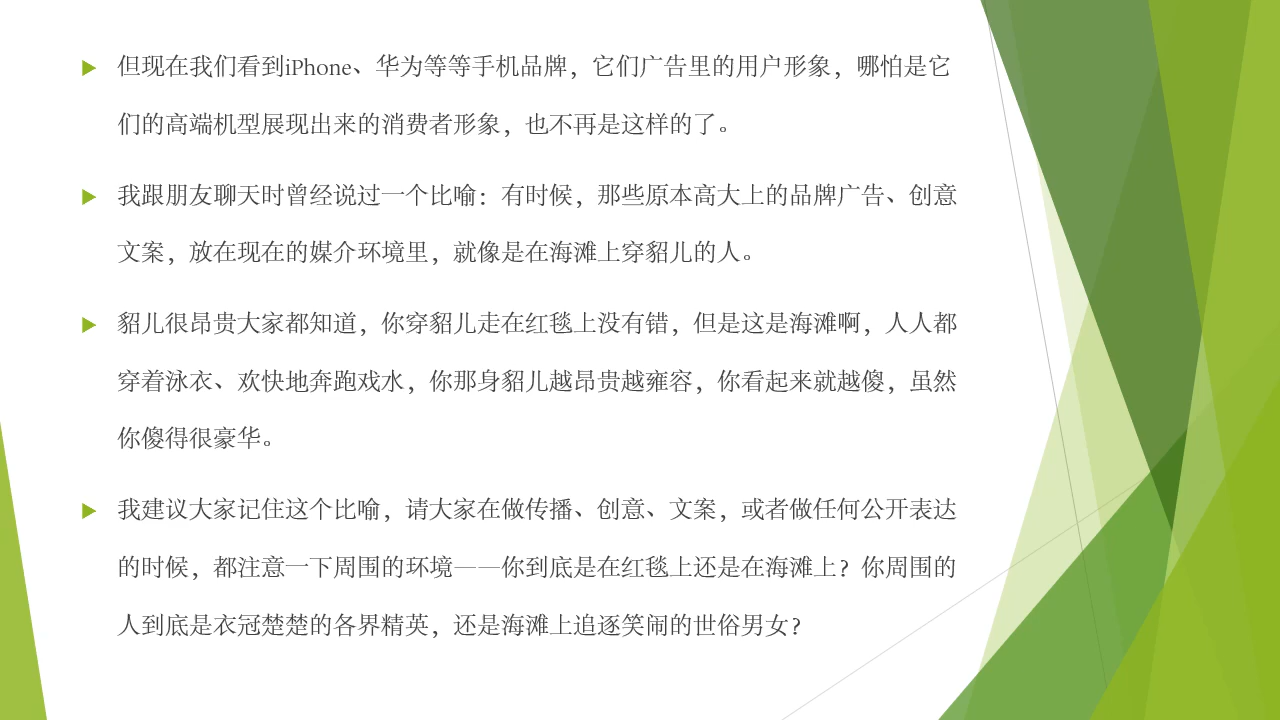 但现在我们看到iPhone、华为等等手机品牌，它们广告里的用户形象，哪怕是它
们的高端机型展现出来的消费者形象，也不再是这样的了。
我跟朋友聊天时曾经说过一个比喻：有时候，那些原本高大上的品牌广告、创意
文案，放在现在的媒介环境里，就像是在海滩上穿貂儿的人。
貂儿很昂贵大家都知道，你穿貂儿走在红毯上没有错，但是这是海滩啊，人人都
穿着泳衣、欢快地奔跑戏水，你那身貂儿越昂贵越雍容，你看起来就越傻，虽然
你傻得很豪华。
我建议大家记住这个比喻，请大家在做传播、创意、文案，或者做任何公开表达
的时候，都注意一下周围的环境——你到底是在红毯上还是在海滩上？你周围的
人到底是衣冠楚楚的各界精英，还是海滩上追逐笑闹的世俗男女？